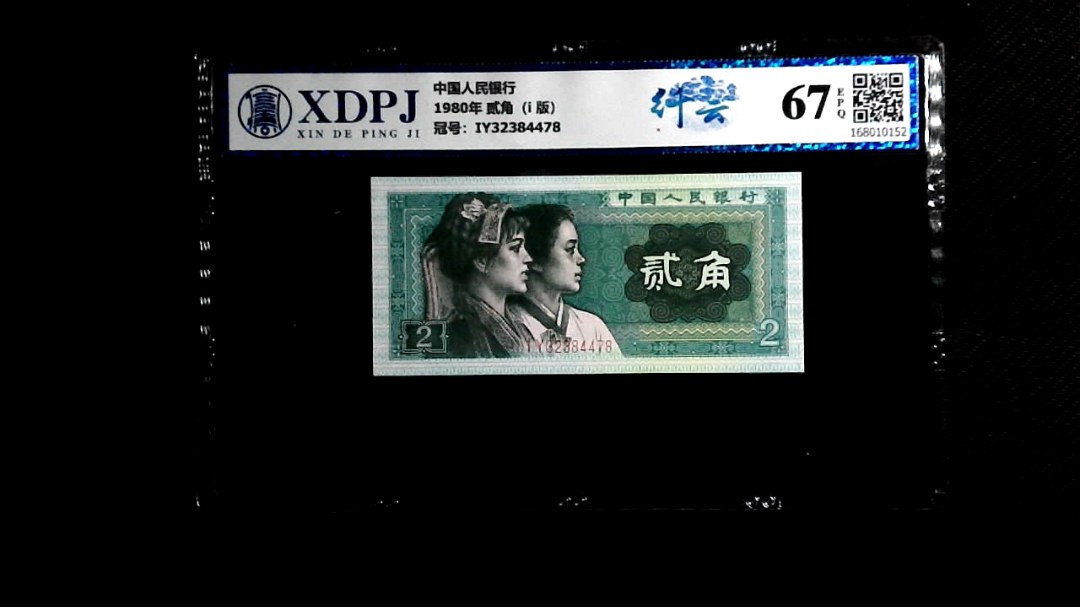 XDPJ
XIN DE PING JI
中国人民银行
1980年 贰角（i 版）
冠号：IY32384478
67
EPQ
168010152
中国人民银行
贰角
2
2
IY32384478